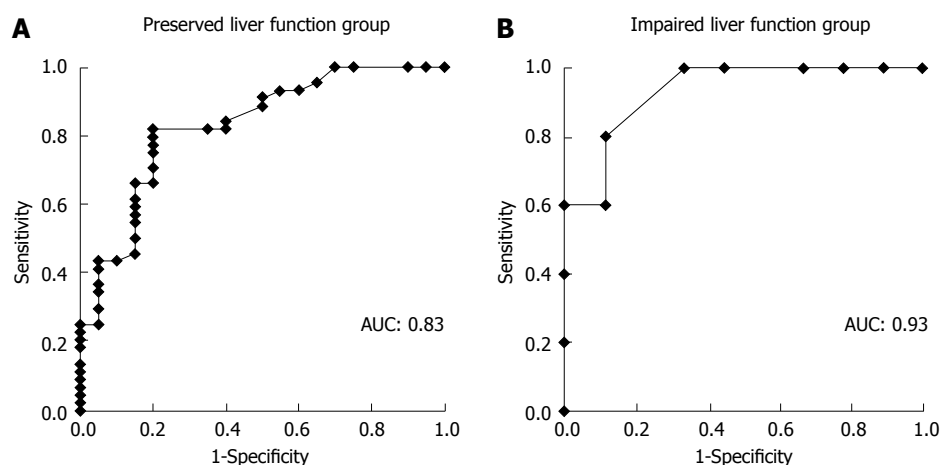 A
Preserved liver function group
Sensitivity
1.0
0.8
0.6
0.4
0.2
0.0
AUC: 0.83
0.0 0.2 0.4 0.6 0.8 1.0
1-Specificity
B
Impaired liver function group
Sensitivity
1.0
0.8
0.6
0.4
0.2
0.0
AUC: 0.93
0.0 0.2 0.4 0.6 0.8 1.0
1-Specificity